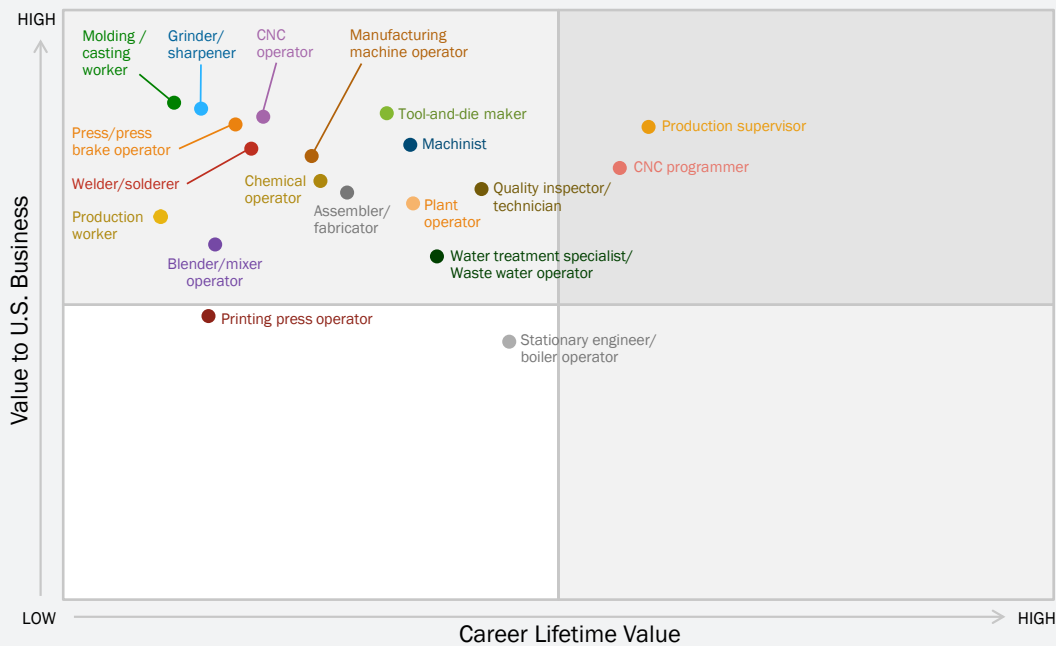 HIGH
Molding /
casting
worker
Grinder/
sharpener
CNC
operator
Manufacturing
machine operator
Tool-and-die maker
Production supervisor
Press/press
brake operator
Machinist
CNC programmer
Welder/solderer
Chemical
operator
Quality inspector/
technician
Assembler/
fabricator
Plant
operator
Production
worker
Blender/mixer
operator
Water treatment specialist/
Waste water operator
Printing press operator
Stationary engineer/
boiler operator
Value to U.S. Business
LOW
HIGH
Career Lifetime Value